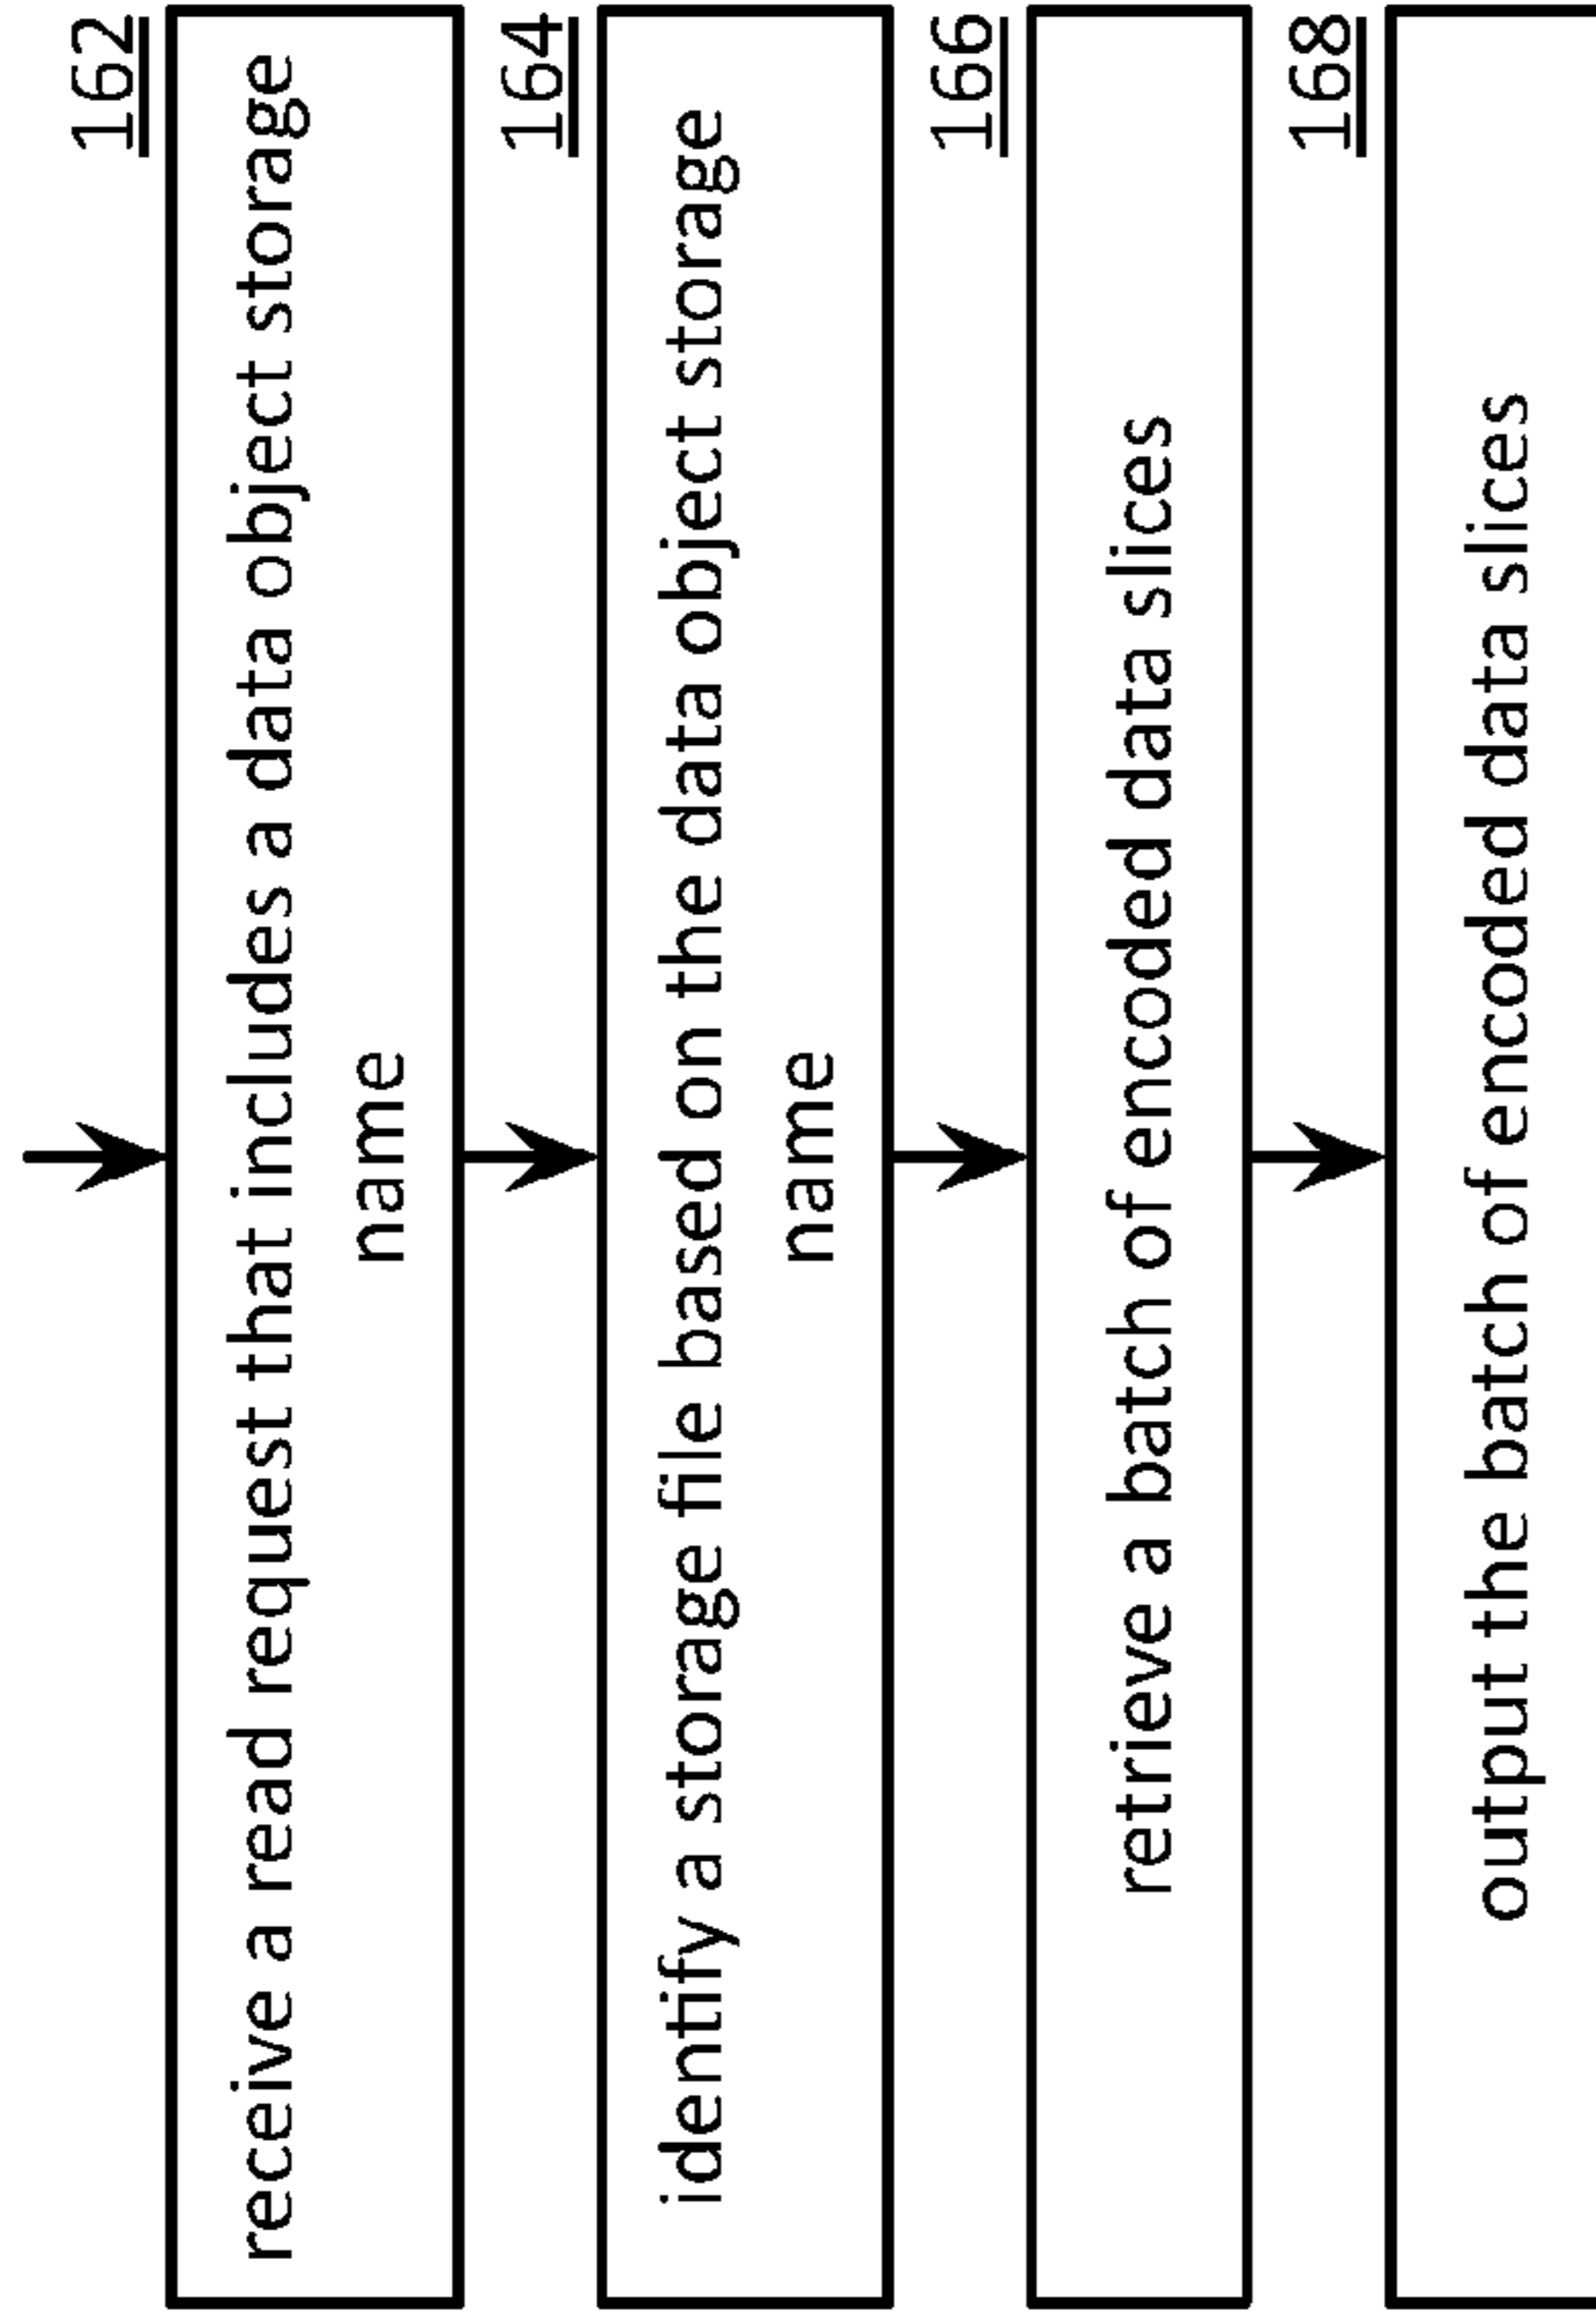 162
receive a read request that includes a data object storage
name
164
identify a storage file based on the data object storage
name
166
retrieve a batch of encoded data slices
168
output the batch of encoded data slices